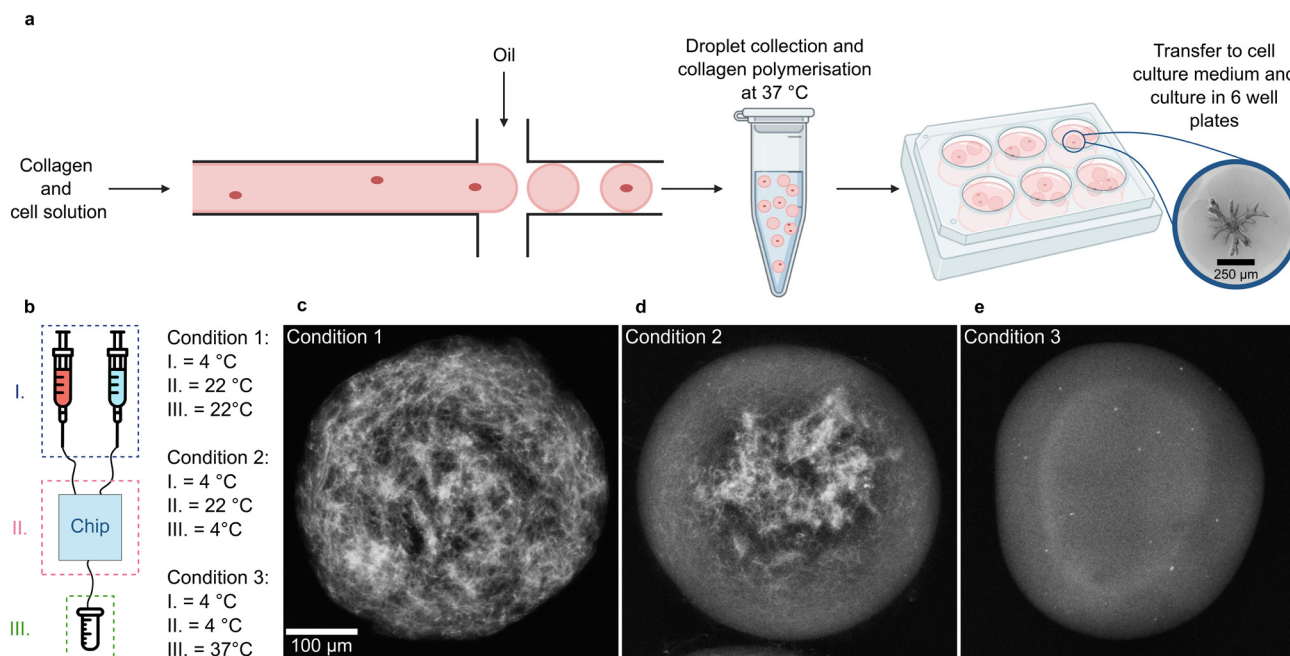 a
Oil
Droplet collection and
collagen polymerisation
at 37 °C
Transfer to cell
culture medium and
culture in 6 well
plates
Collagen
and
cell solution
250 µm
b
I.
II.
Chip
III.
Condition 1:
I. = 4 °C
II. = 22 °C
III. = 22°C
Condition 2:
I. = 4 °C
II. = 22 °C
III. = 4°C
Condition 3:
I. = 4 °C
II. = 4 °C
III. = 37°C
c
Condition 1
100 µm
d
Condition 2
e
Condition 3